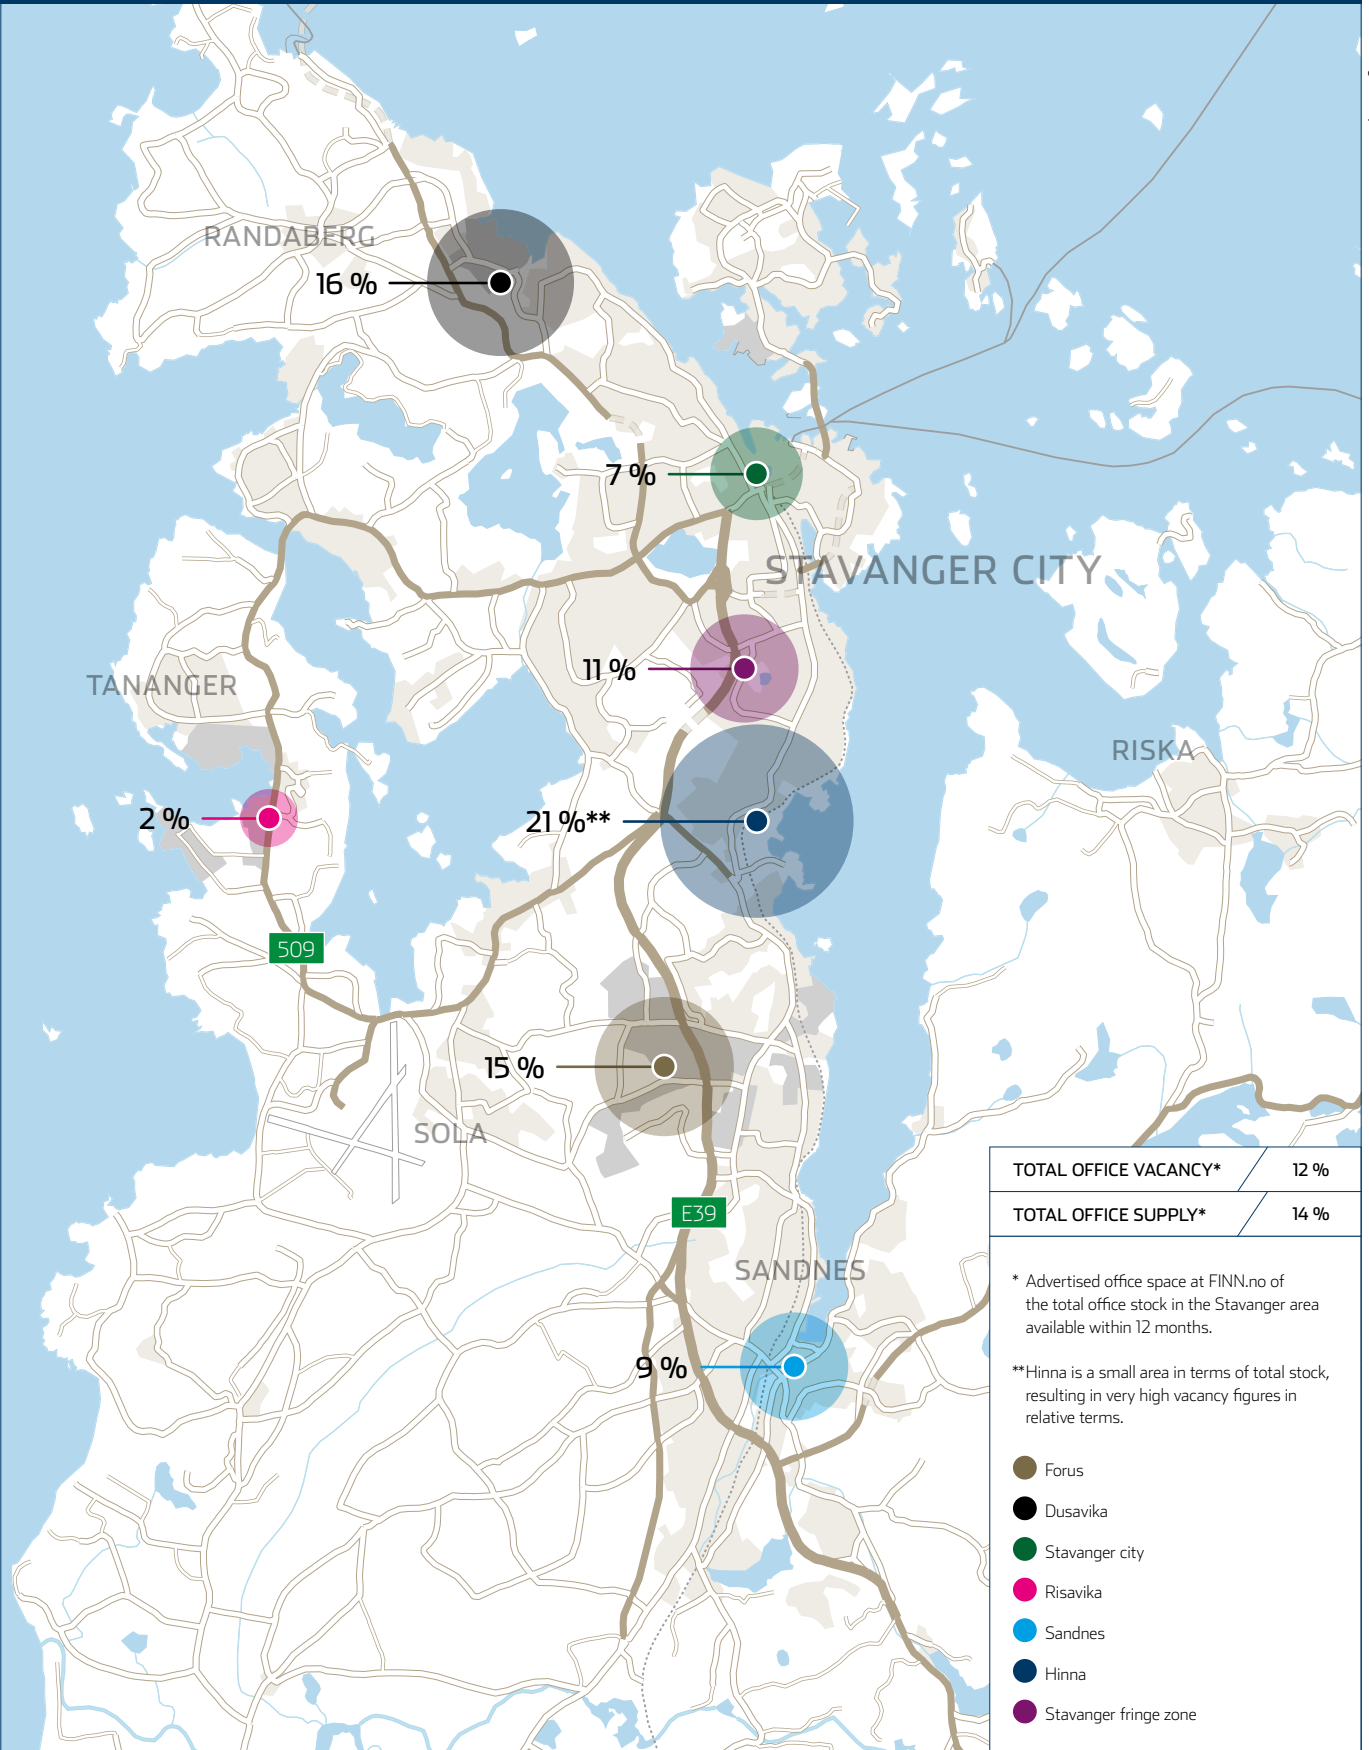 RANDABERG
16 %
7 %
STAVANGER CITY
11 %
TANANGER
RISKA
2 %
21 %**
509
15 %
SOLA
E39
SANDNES
9 %
TOTAL OFFICE VACANCY* 12 %
TOTAL OFFICE SUPPLY* 14 %
* Advertised office space at FINN.no of
the total office stock in the Stavanger area
available within 12 months.
**Hinna is a small area in terms of total stock,
resulting in very high vacancy figures in
relative terms.
Forus
Dusavika
Stavanger city
Risavika
Sandnes
Hinna
Stavanger fringe zone